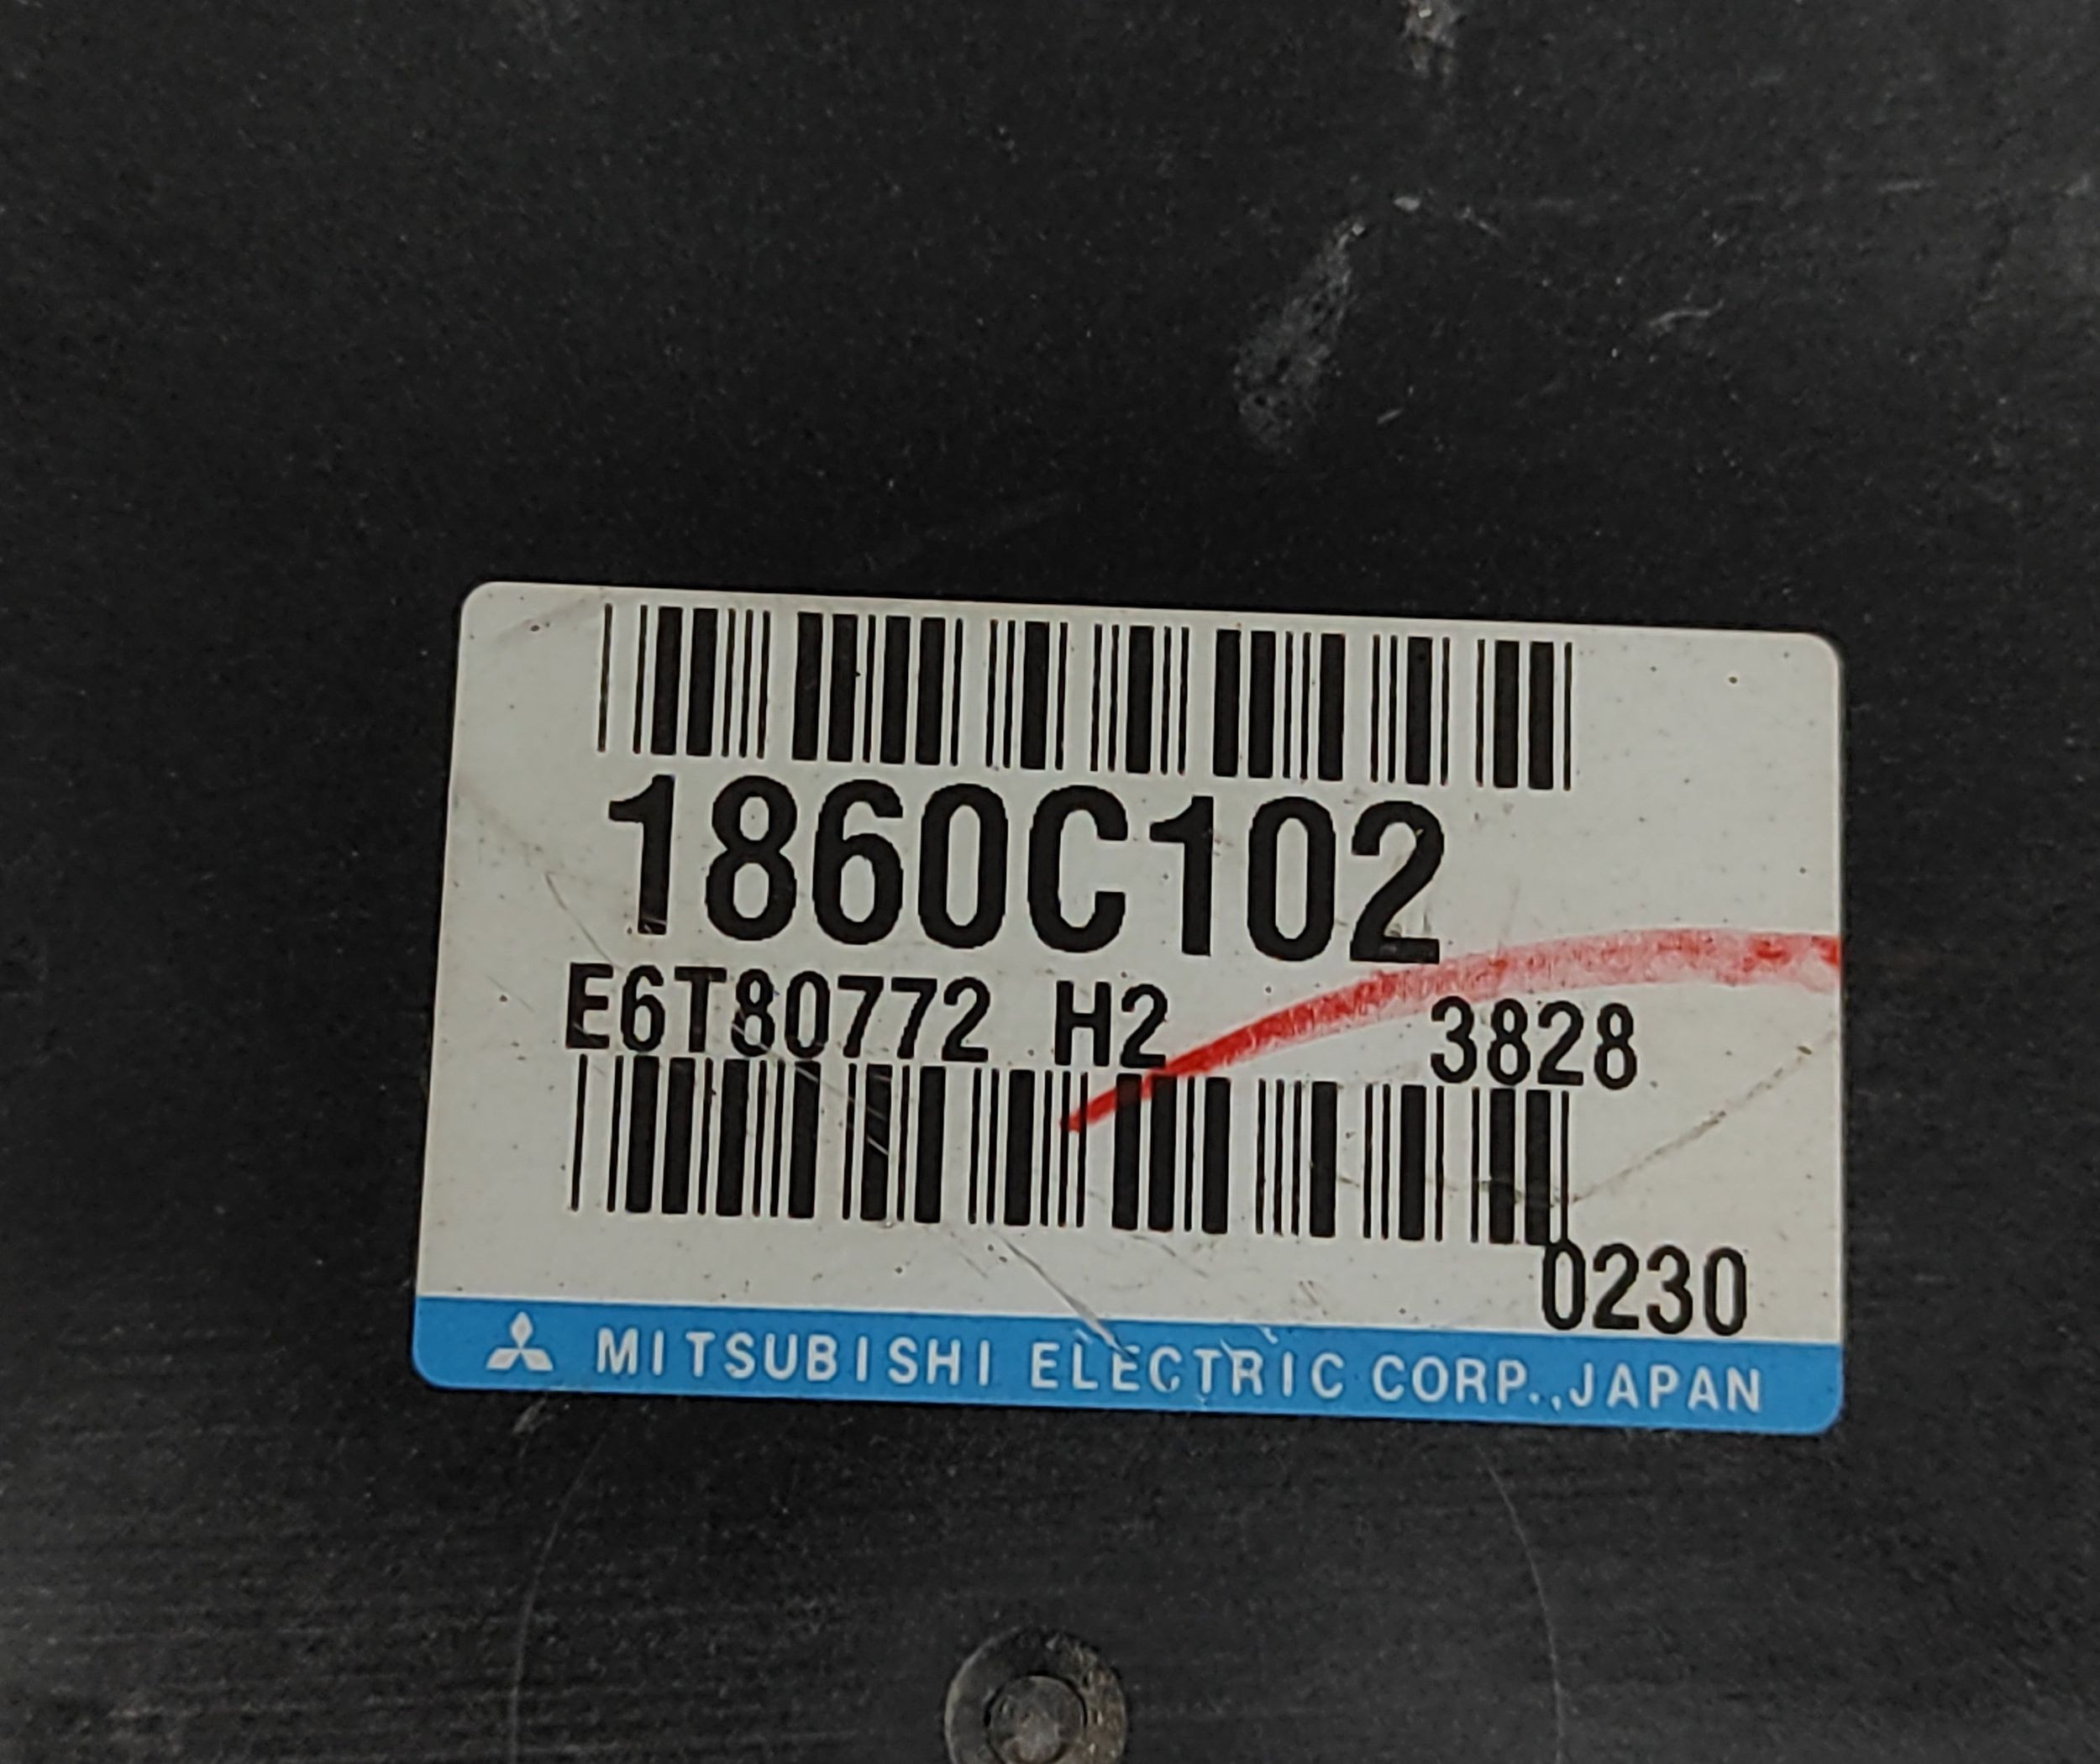 1860C102
E6T80772 H2 3828
0230
MITSUBISHI ELECTRIC CORP.,JAPAN